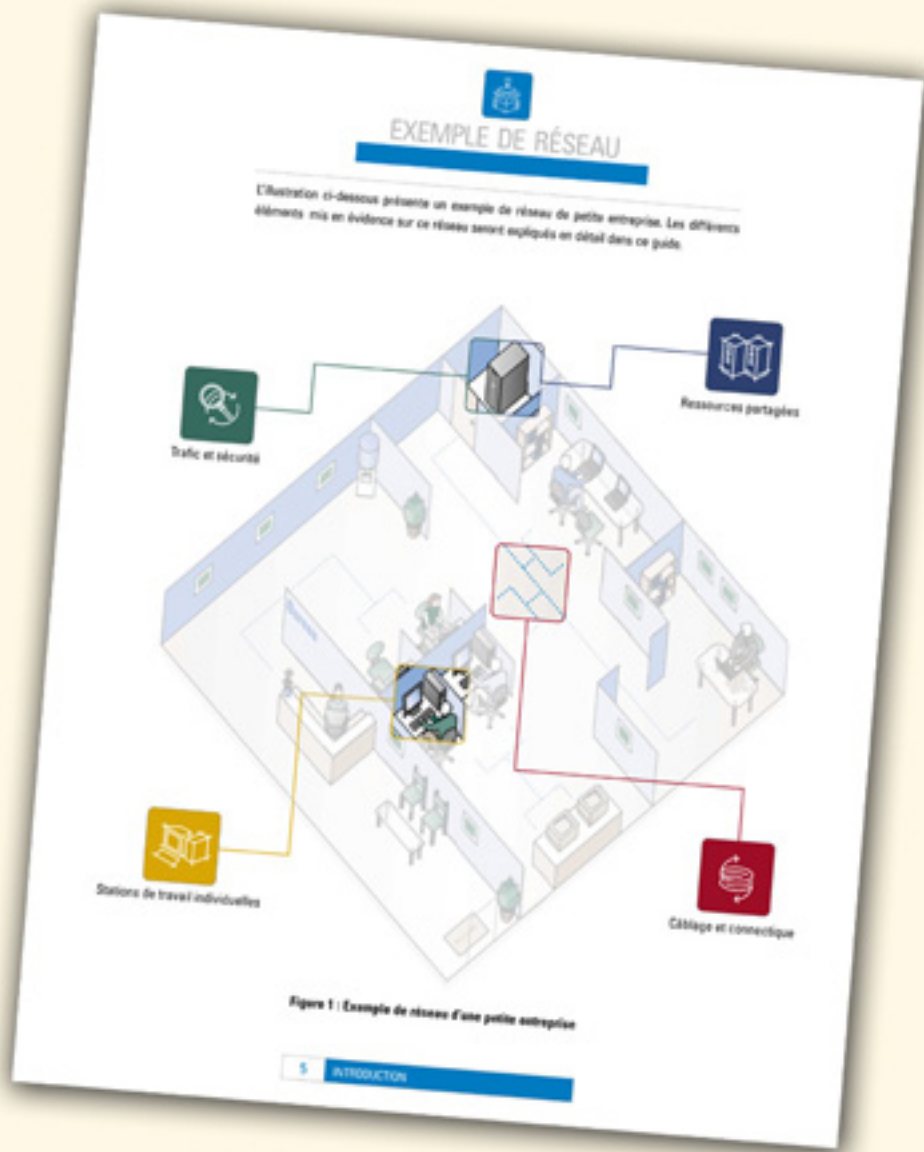 EXEMPLE DE RÉSEAU
L'illustration ci-dessous présente un exemple de réseau de petite entreprise. Les différents
éléments mis en évidence sur ce réseau seront expliqués en détail dans ce guide.
Ressources partagées
Trafic et sécurité
Stations de travail individuelles
Câblage et connectique
Figure 1 : Exemple de réseau d'une petite entreprise
5 INTRODUCTION